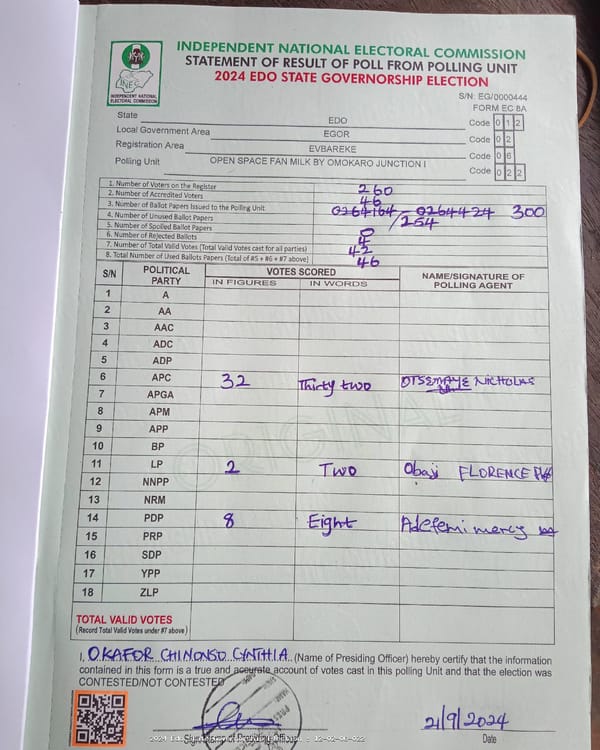 INDEPENDENT NATIONAL ELECTORAL COMMISSION
STATEMENT OF RESULT OF POLL FROM POLLING UNIT
2024 EDO STATE GOVERNORSHIP ELECTION
INEC
INDEPENDENT NATIONAL ELECTORAL COMMISSION
S/N: EG/0000444
FORM EC 8A
State EDO Code 0 1 2
Local Government Area EGOR Code 0 2
Registration Area EVBAREKE Code 0 6
Polling Unit OPEN SPACE FAN MILK BY OMOKARO JUNCTION I Code 0 2 2
1. Number of Voters on the Register 260
2. Number of Accredited Voters 46
3. Number of Ballot Papers Issued to the Polling Unit 0264164 - 0264424 300
4. Number of Unused Ballot Papers 254
5. Number of Spoiled Ballot Papers 0
6. Number of Rejected Ballots 4
7. Number of Total Valid Votes (Total Valid Votes cast for all parties) 42
8. Total Number of Used Ballots Papers (Total of #5 + #6 + #7 above) 46
S/N POLITICAL PARTY VOTES SCORED NAME/SIGNATURE OF POLLING AGENT
IN FIGURES IN WORDS
1 A
2 AA
3 AAC
4 ADC
5 ADP
6 APC 32 Thirty two OTSEMAYE NICHOLAS
7 APGA
8 APM
9 APP
10 BP
11 LP 2 Two Obaji FLORENCE
12 NNPP
13 NRM
14 PDP 8 Eight Adefemi mercy
15 PRP
16 SDP
17 YPP
18 ZLP
ORIGINAL
TOTAL VALID VOTES
(Record Total Valid Votes under #7 above)
I, OKAFOR CHINONSO CYNTHIA (Name of Presiding Officer) hereby certify that the information
contained in this form is a true and accurate account of votes cast in this polling Unit and that the election was
CONTESTED/NOT CONTESTED
21/9/2024
Signature of Presiding Officer Date